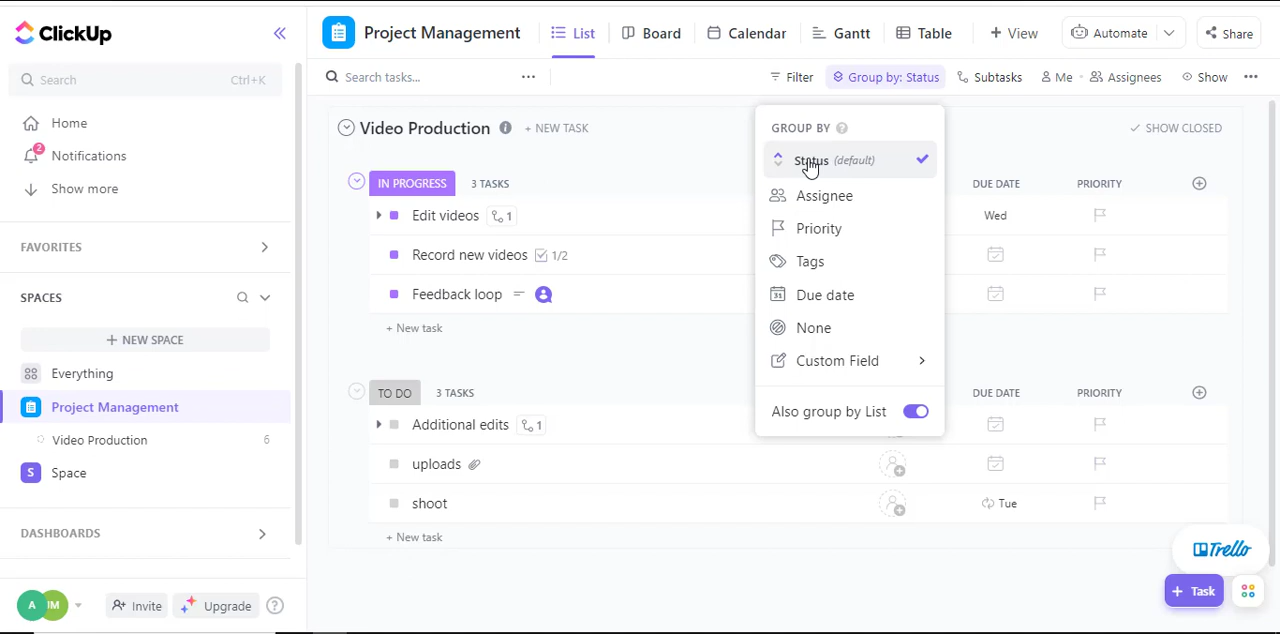 ClickUp
Search Ctrl+K
2
Home
Notifications
Show more
FAVORITES
SPACES
+ NEW SPACE
Everything
Project Management
Video Production 6
S Space
DASHBOARDS
A IM Invite Upgrade ?
Project Management List Board Calendar Gantt Table + View Automate Share
Search tasks... ... Filter Group by: Status Subtasks Me Assignees Show ...
Video Production + NEW TASK SHOW CLOSED
IN PROGRESS 3 TASKS DUE DATE PRIORITY
Edit videos 1 Wed
Record new videos 1/2
Feedback loop
+ New task
TO DO 3 TASKS DUE DATE PRIORITY
Additional edits 1
uploads
shoot Tue
+ New task
GROUP BY ?
Status (default)
Assignee
Priority
Tags
31 Due date
None
Custom Field
Also group by List
Trello
+ Task